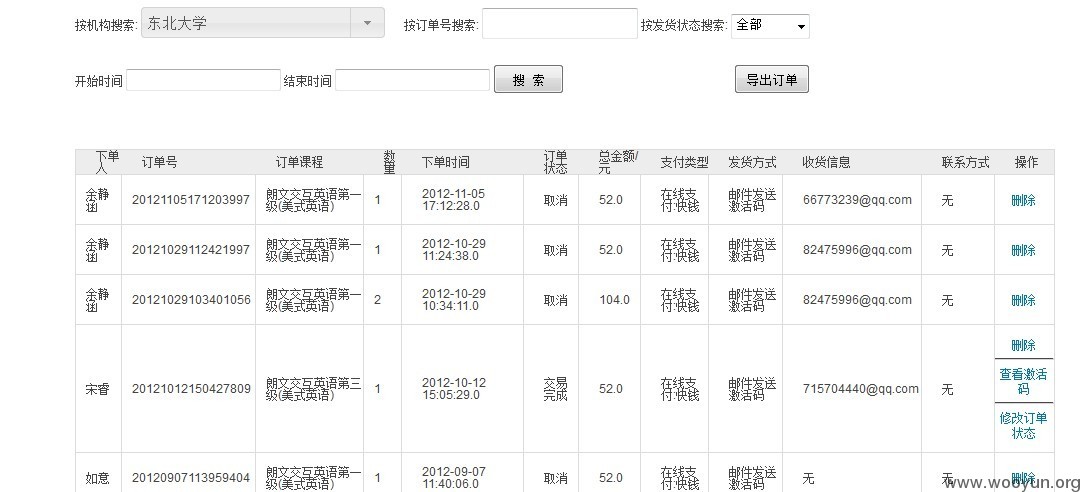 按机构搜索: 东北大学 按订单号搜索: 按发货状态搜索: 全部
开始时间 结束时间 搜 索 导出订单
下单人 订单号 订单课程 数量 下单时间 订单状态 总金额/元 支付类型 发货方式 收货信息 联系方式 操作
余静涵 20121105171203997 朗文交互英语第一级(美式英语) 1 2012-11-05 17:12:28.0 取消 52.0 在线支付:快钱 邮件发送激活码 66773239@qq.com 无 删除
余静涵 20121029112421997 朗文交互英语第一级(美式英语) 1 2012-10-29 11:24:38.0 取消 52.0 在线支付:快钱 邮件发送激活码 82475996@qq.com 无 删除
余静涵 20121029103401056 朗文交互英语第一级(美式英语) 2 2012-10-29 10:34:11.0 取消 104.0 在线支付:快钱 邮件发送激活码 82475996@qq.com 无 删除
宋睿 20121012150427809 朗文交互英语第三级(美式英语) 1 2012-10-12 15:05:29.0 交易完成 52.0 在线支付:快钱 邮件发送激活码 715704440@qq.com 无 删除 查看激活码 修改订单状态
如意 20120907113959404 朗文交互英语第一级(美式英语) 1 2012-09-07 11:40:06.0 取消 52.0 在线支付:快钱 邮件发送激活码 无 无 删除
www.wooyun.org